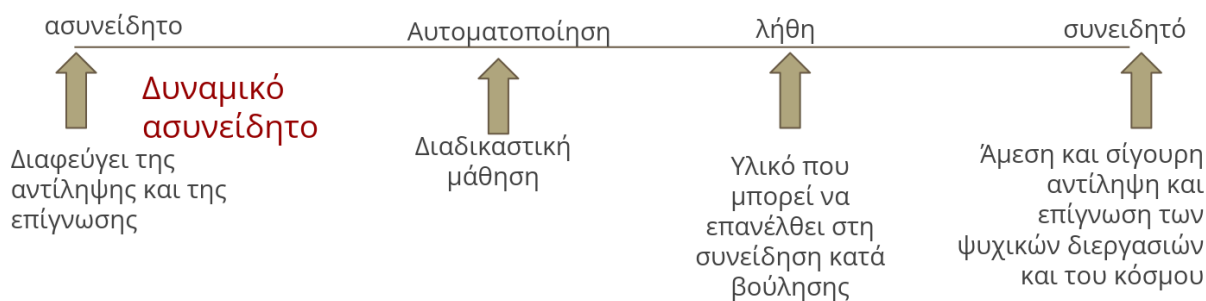 ασυνείδητο
Αυτοματοποίηση
λήθη
συνειδητό
Δυναμικό
ασυνείδητο
Διαφεύγει της
αντίληψης και της
επίγνωσης
Διαδικαστική
μάθηση
Υλικό που
μπορεί να
επανέλθει στη
συνείδηση κατά
βούλησης
Άμεση και σίγουρη
αντίληψη και
επίγνωση των
ψυχικών διεργασιών
και του κόσμου